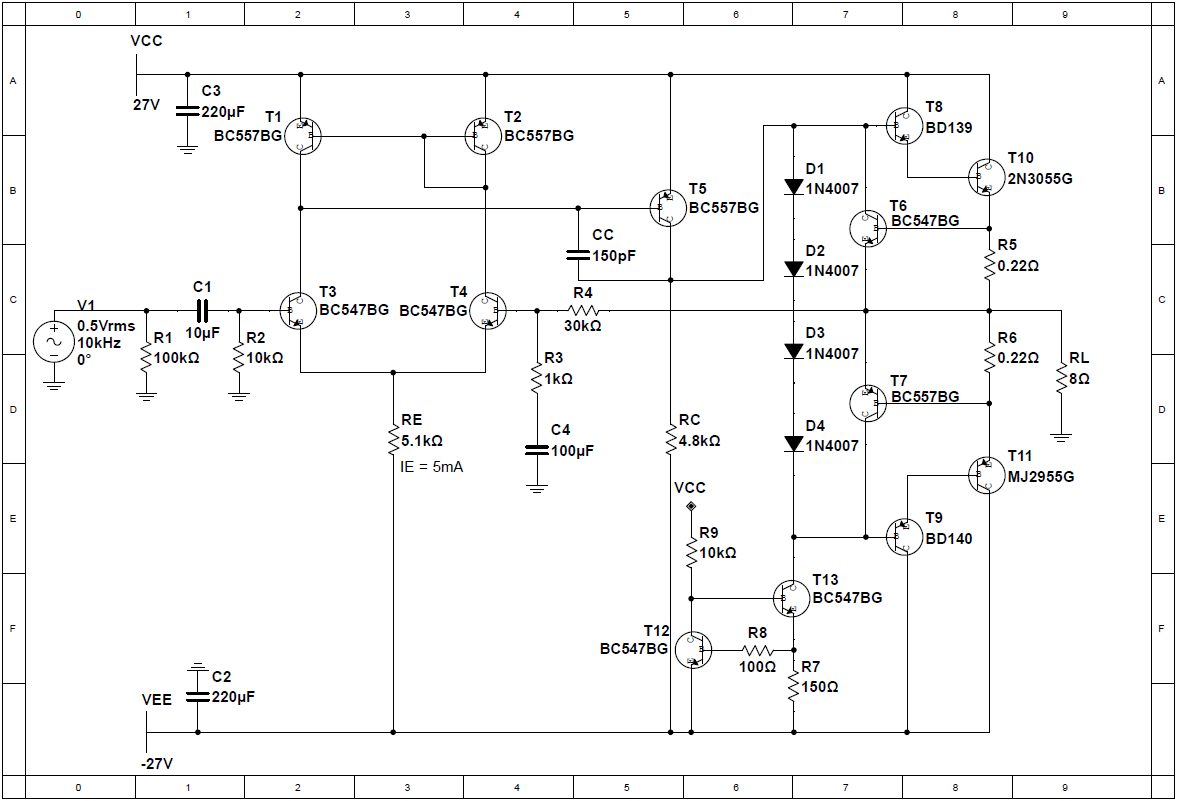 0 1 2 3 4 5 6 7 8 9
A A
B B
C C
D D
E E
F F
VCC
27V
C3
220µF
T1
BC557BG
T2
BC557BG
T8
BD139
D1
1N4007
T10
2N3055G
T5
BC557BG
T6
BC547BG
CC
150pF
D2
1N4007
R5
0.22Ω
V1
0.5Vrms
10kHz
0°
C1
10µF
R1
100kΩ
R2
10kΩ
T3
BC547BG
T4
BC547BG
R4
30kΩ
D3
1N4007
R6
0.22Ω
RL
8Ω
R3
1kΩ
T7
BC557BG
RE
5.1kΩ
IE = 5mA
C4
100µF
RC
4.8kΩ
D4
1N4007
T11
MJ2955G
VCC
R9
10kΩ
T9
BD140
T13
BC547BG
T12
BC547BG
R8
100Ω
R7
150Ω
C2
220µF
VEE
-27V
0 1 2 3 4 5 6 7 8 9